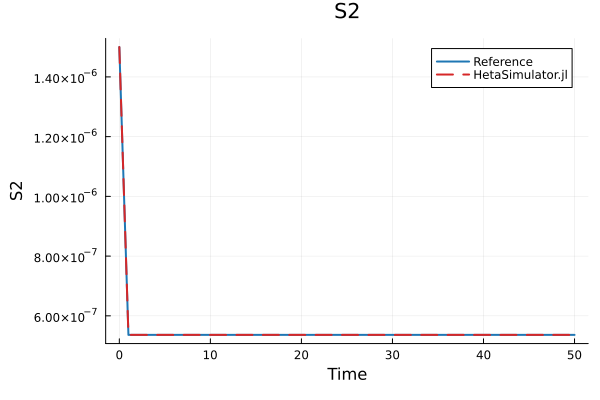 S2
Reference
HetaSimulator.jl
1.40×10⁻⁶
1.20×10⁻⁶
1.00×10⁻⁶
8.00×10⁻⁷
6.00×10⁻⁷
S2
0 10 20 30 40 50
Time